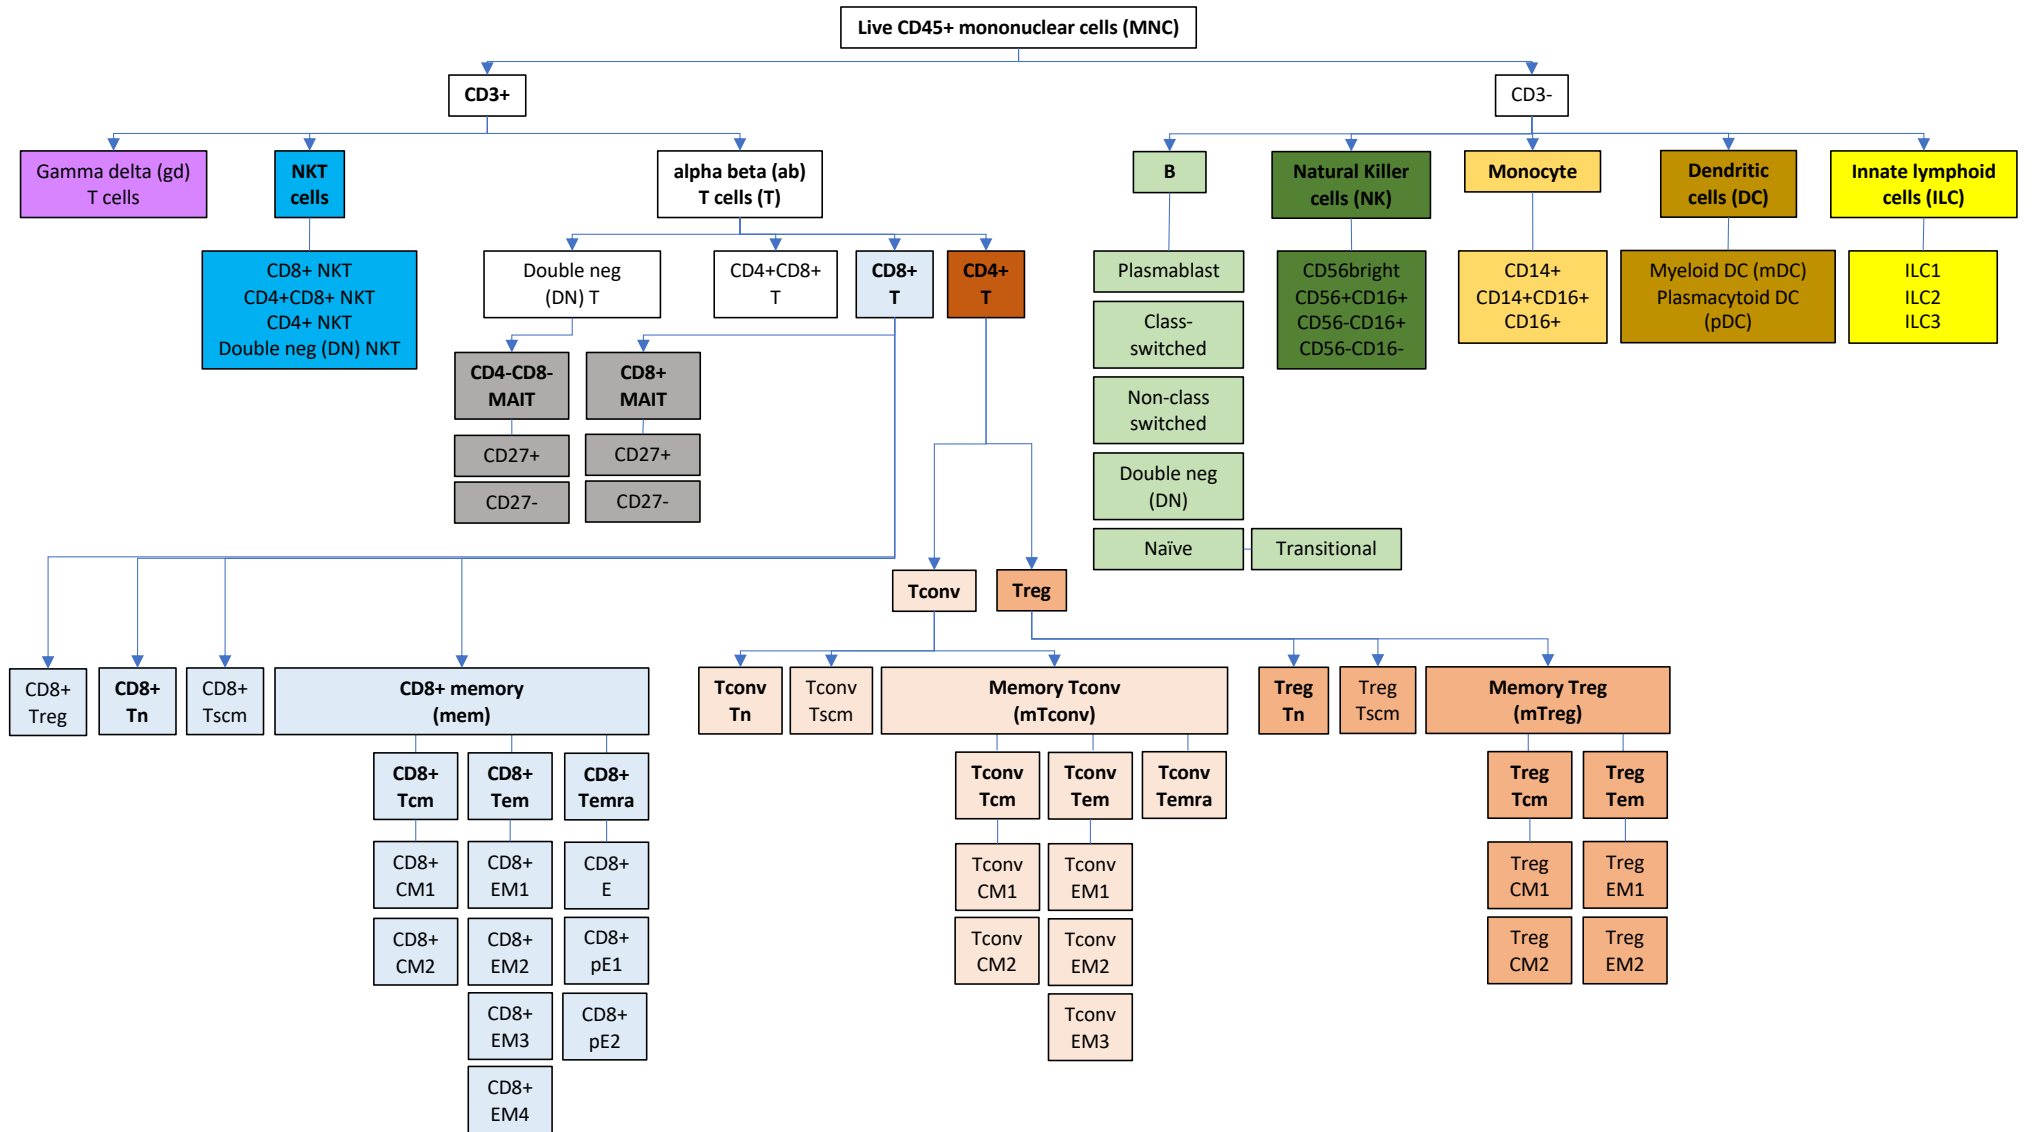 Live CD45+ mononuclear cells (MNC)
CD3+
CD3-
Gamma delta (gd)
T cells
NKT
cells
alpha beta (ab)
T cells (T)
B
Natural Killer
cells (NK)
Monocyte
Dendritic
cells (DC)
Innate lymphoid
cells (ILC)
CD8+ NKT
CD4+CD8+ NKT
CD4+ NKT
Double neg (DN) NKT
Double neg
(DN) T
CD4+CD8+
T
CD8+
T
CD4+
T
Plasmablast
Class-
switched
Non-class
switched
Double neg
(DN)
Naïve
Transitional
CD56bright
CD56+CD16+
CD56-CD16+
CD56-CD16-
CD14+
CD14+CD16+
CD16+
Myeloid DC (mDC)
Plasmacytoid DC
(pDC)
ILC1
ILC2
ILC3
CD4-CD8-
MAIT
CD27+
CD27-
CD8+
MAIT
CD27+
CD27-
Tconv
Treg
CD8+
Treg
CD8+
Tn
CD8+
Tscm
CD8+ memory
(mem)
Tconv
Tn
Tconv
Tscm
Memory Tconv
(mTconv)
Treg
Tn
Treg
Tscm
Memory Treg
(mTreg)
CD8+
Tcm
CD8+
Tem
CD8+
Temra
Tconv
Tcm
Tconv
Tem
Tconv
Temra
Treg
Tcm
Treg
Tem
CD8+
CM1
CD8+
EM1
CD8+
E
Tconv
CM1
Tconv
EM1
Treg
CM1
Treg
EM1
CD8+
CM2
CD8+
EM2
CD8+
pE1
Tconv
CM2
Tconv
EM2
Treg
CM2
Treg
EM2
CD8+
EM3
CD8+
pE2
Tconv
EM3
CD8+
EM4